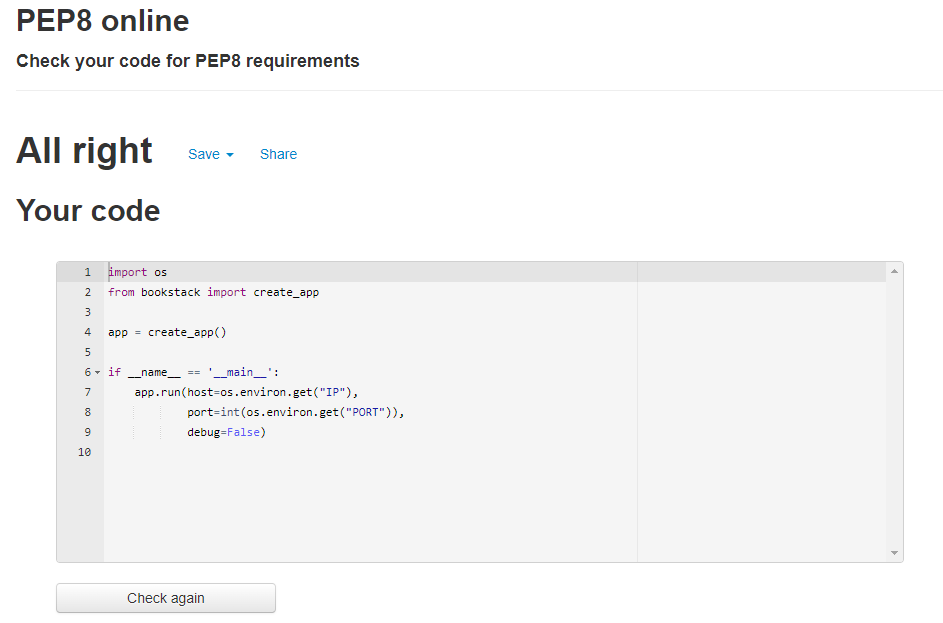 PEP8 online
Check your code for PEP8 requirements
All right Save Share
Your code
1 import os
2 from bookstack import create_app
3
4 app = create_app()
5
6 if __name__ == '__main__':
7     app.run(host=os.environ.get("IP"),
8             port=int(os.environ.get("PORT")),
9             debug=False)
10
Check again